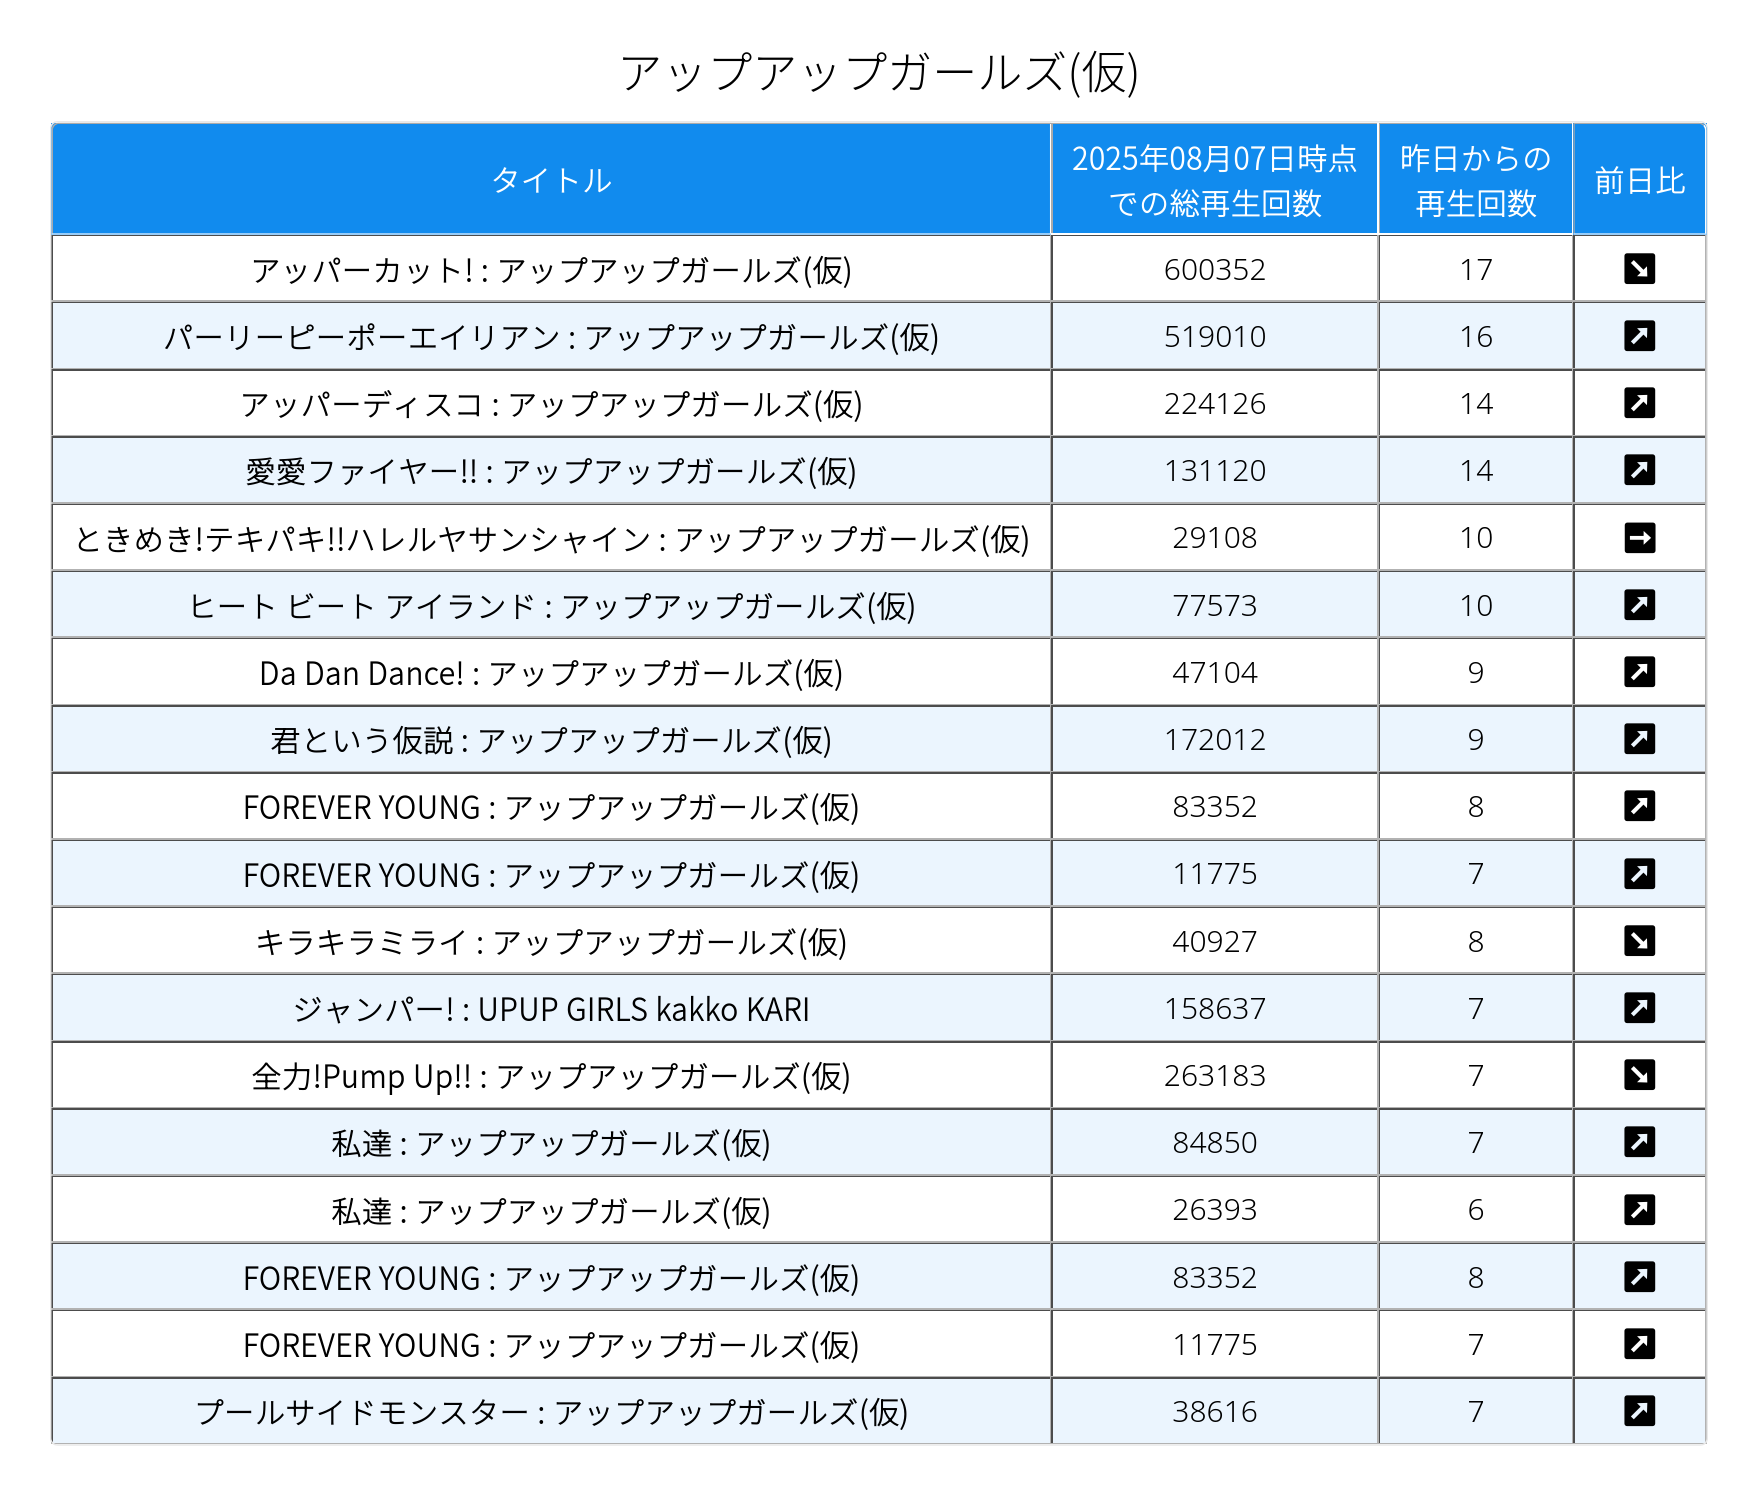 アップアップガールズ(仮)
タイトル 2025年08月07日時点での総再生回数 昨日からの再生回数 前日比
アッパーカット! : アップアップガールズ(仮) 600352 17 ↘
パーリーピーポーエイリアン : アップアップガールズ(仮) 519010 16 ↗
アッパーディスコ : アップアップガールズ(仮) 224126 14 ↗
愛愛ファイヤー!! : アップアップガールズ(仮) 131120 14 ↗
ときめき!テキパキ!!ハレルヤサンシャイン : アップアップガールズ(仮) 29108 10 →
ヒート ビート アイランド : アップアップガールズ(仮) 77573 10 ↗
Da Dan Dance! : アップアップガールズ(仮) 47104 9 ↗
君という仮説 : アップアップガールズ(仮) 172012 9 ↗
FOREVER YOUNG : アップアップガールズ(仮) 83352 8 ↗
FOREVER YOUNG : アップアップガールズ(仮) 11775 7 ↗
キラキラミライ : アップアップガールズ(仮) 40927 8 ↘
ジャンパー! : UPUP GIRLS kakko KARI 158637 7 ↗
全力!Pump Up!! : アップアップガールズ(仮) 263183 7 ↘
私達 : アップアップガールズ(仮) 84850 7 ↗
私達 : アップアップガールズ(仮) 26393 6 ↗
FOREVER YOUNG : アップアップガールズ(仮) 83352 8 ↗
FOREVER YOUNG : アップアップガールズ(仮) 11775 7 ↗
プールサイドモンスター : アップアップガールズ(仮) 38616 7 ↗